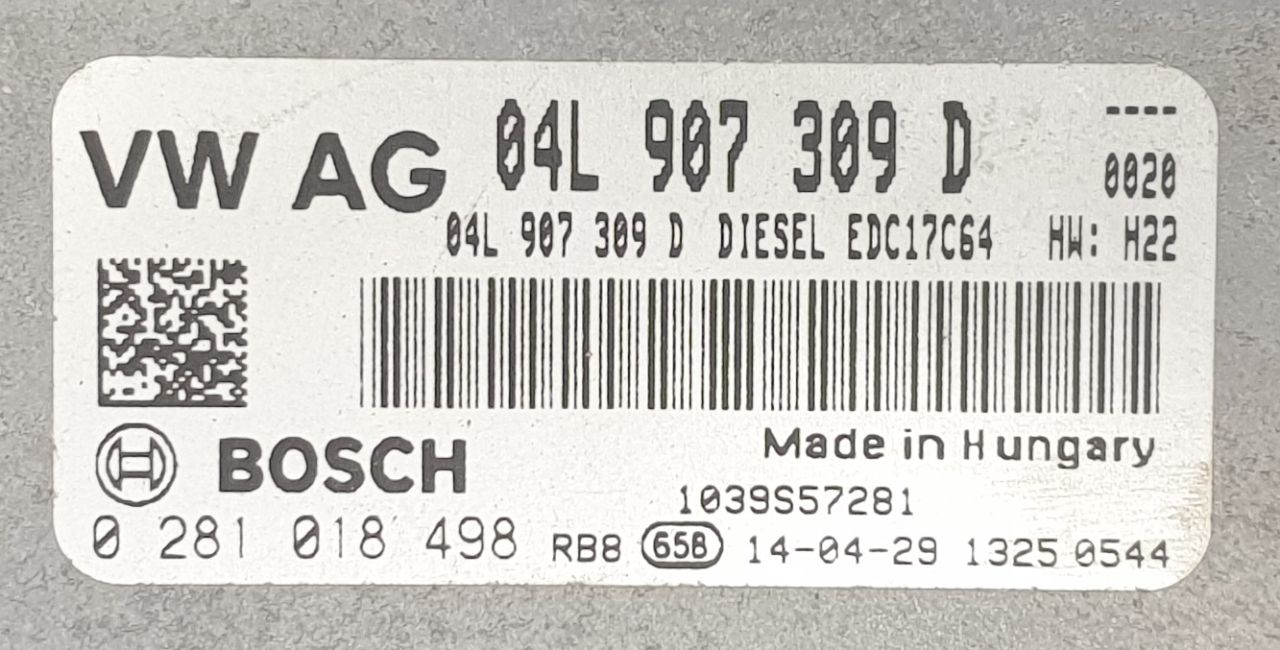 VW AG 04L 907 309 D ----
0020
04L 907 309 D DIESEL EDC17C64 HW: H22
BOSCH
Made in Hungary
1039S57281
0 281 018 498 RB8 658 14-04-29 1325 0544